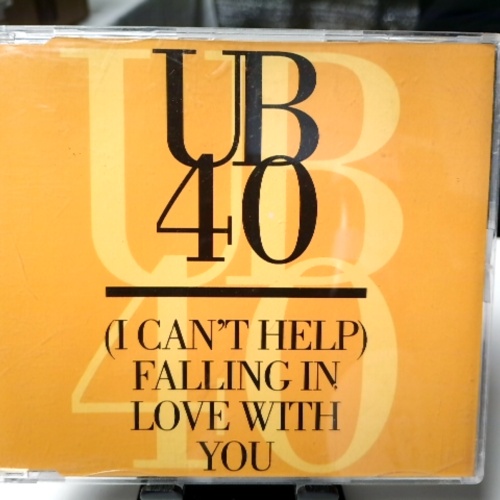 UB
40
(I CAN'T HELP)
FALLING IN
LOVE WITH
YOU